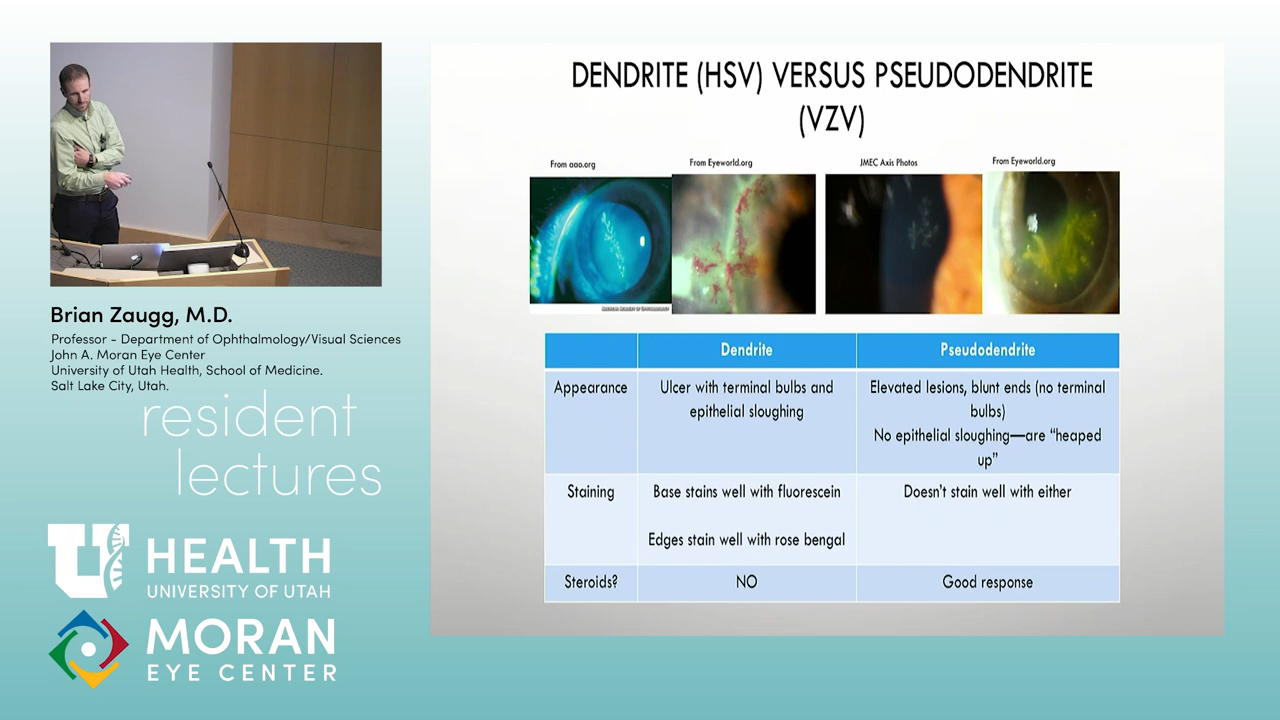 DENDRITE (HSV) VERSUS PSEUDODENDRITE
(VZV)
From aao.org
From Eyeworld.org
JMEC Axis Photos
From Eyeworld.org
AMERICAN ACADEMY OF OPHTHALMOLOGY
Dendrite
Pseudodendrite
Appearance
Ulcer with terminal bulbs and
epithelial sloughing
Elevated lesions, blunt ends (no terminal
bulbs)
No epithelial sloughing—are “heaped
up”
Staining
Base stains well with fluorescein
Edges stain well with rose bengal
Doesn’t stain well with either
Steroids?
NO
Good response
Brian Zaugg, M.D.
Professor - Department of Ophthalmology/Visual Sciences
John A. Moran Eye Center
University of Utah Health, School of Medicine.
Salt Lake City, Utah.
resident
lectures
U
HEALTH
UNIVERSITY OF UTAH
MORAN
EYE CENTER